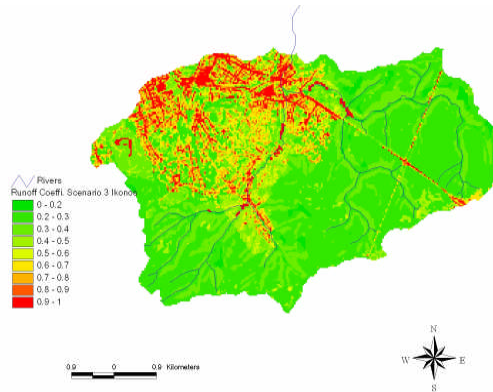 Rivers
Runoff Coeffi. Scenario 3 Ikonos
0 - 0.2
0.2 - 0.3
0.3 - 0.4
0.4 - 0.5
0.5 - 0.6
0.6 - 0.7
0.7 - 0.8
0.8 - 0.9
0.9 - 1
N
W E
S
0.9 0 0.9 Kilometers